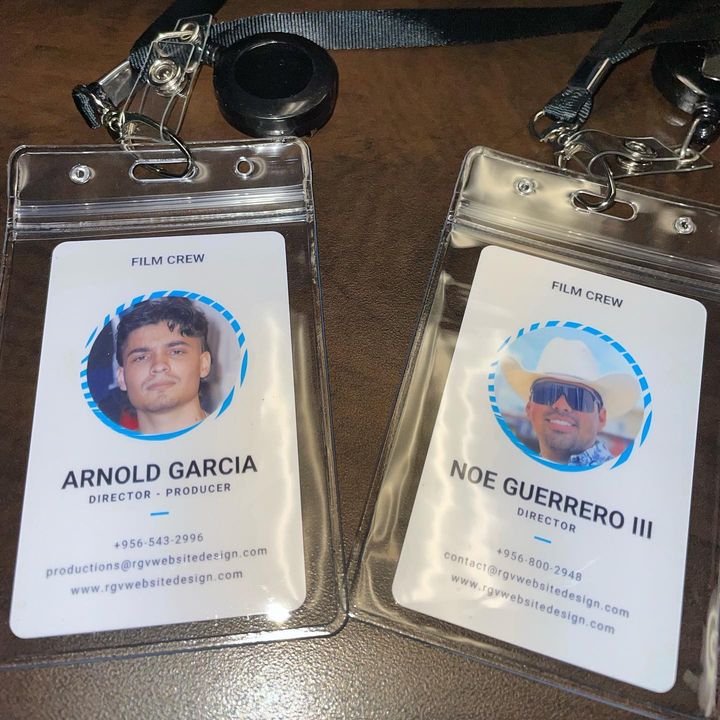 FILM CREW
ARNOLD GARCIA
DIRECTOR - PRODUCER
+956-543-2996
productions@rgvwebsitedesign.com
www.rgvwebsitedesign.com
FILM CREW
NOE GUERRERO III
DIRECTOR
+956-800-2948
contact@rgvwebsitedesign.com
www.rgvwebsitedesign.com